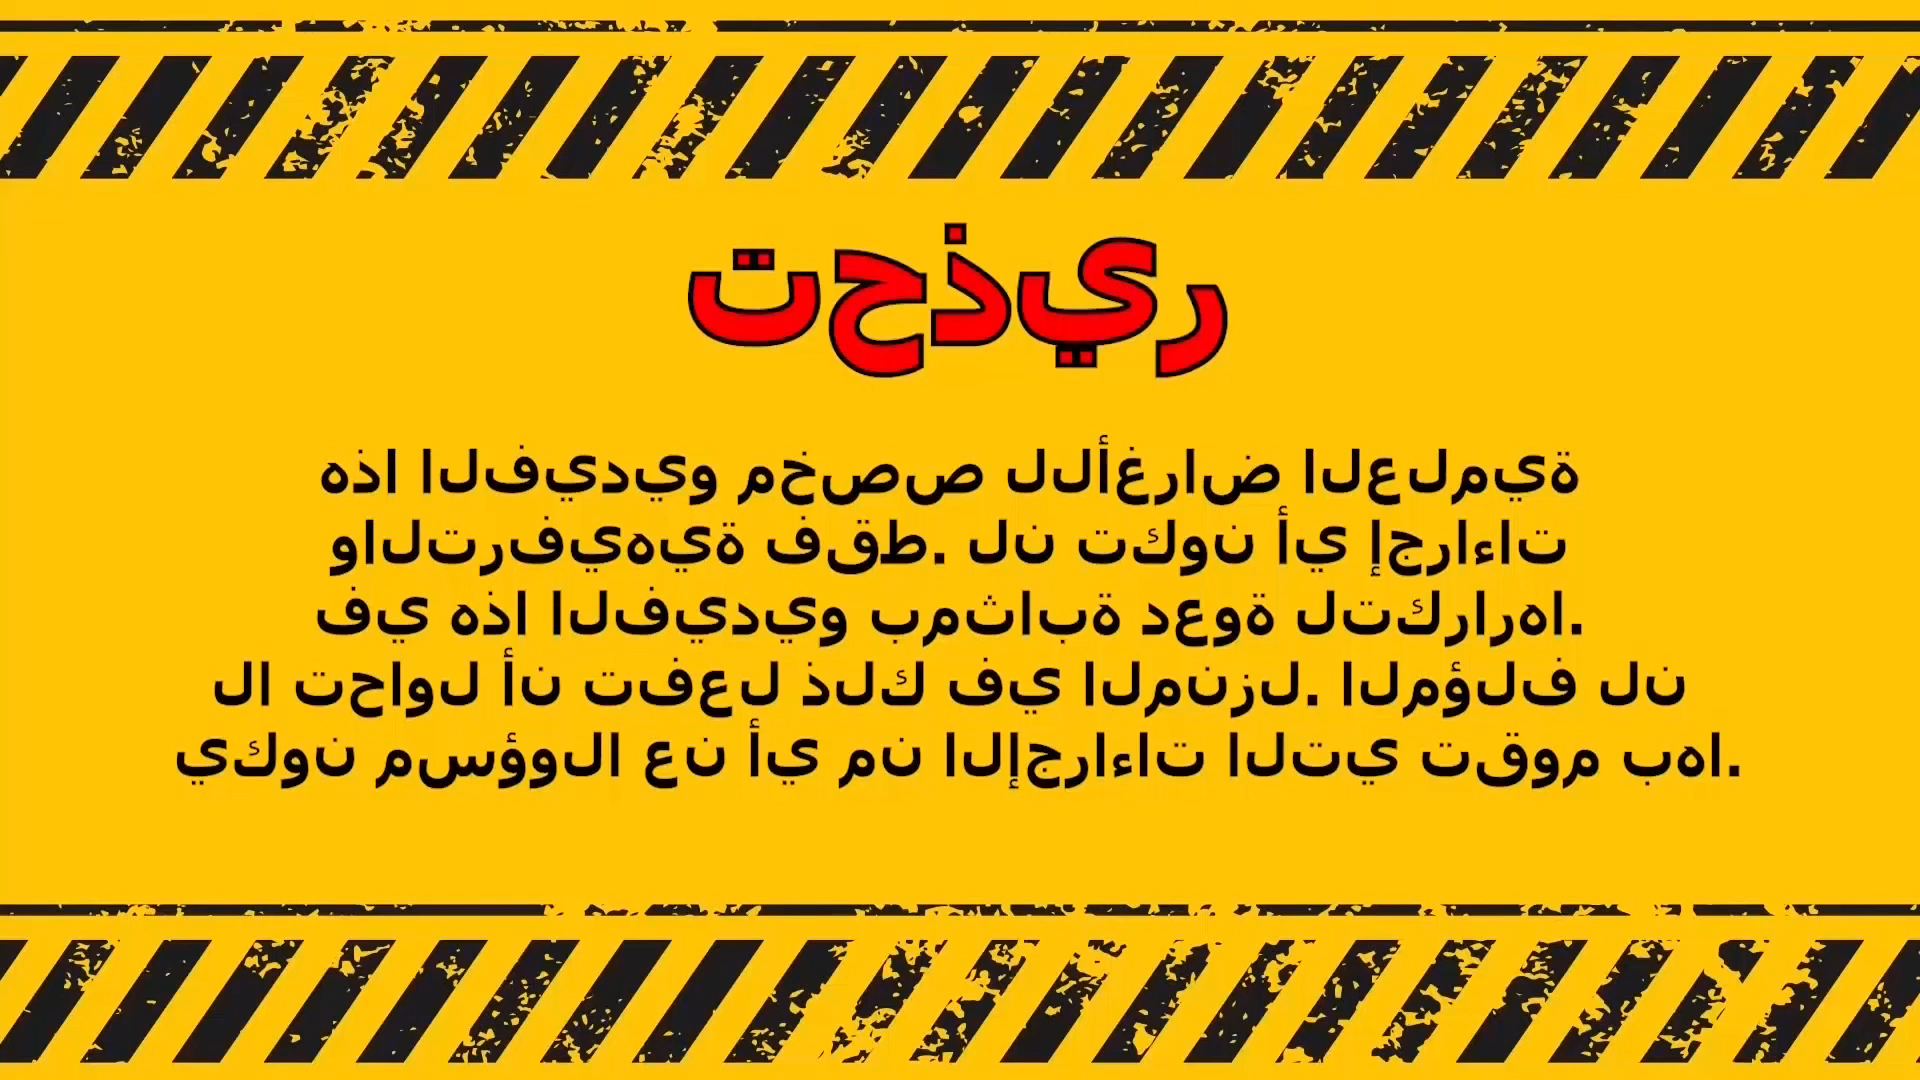 تحذير
هذا الفيديو مخصص للأغراض العلمية
والترفيهية فقط. لن تكون أي إجراءات
في هذا الفيديو بمثابة دعوة لتكرارها.
لا تحاول أن تفعل ذلك في المنزل. المؤلف لن
يكون مسؤولا عن أي من الإجراءات التي تقوم بها.